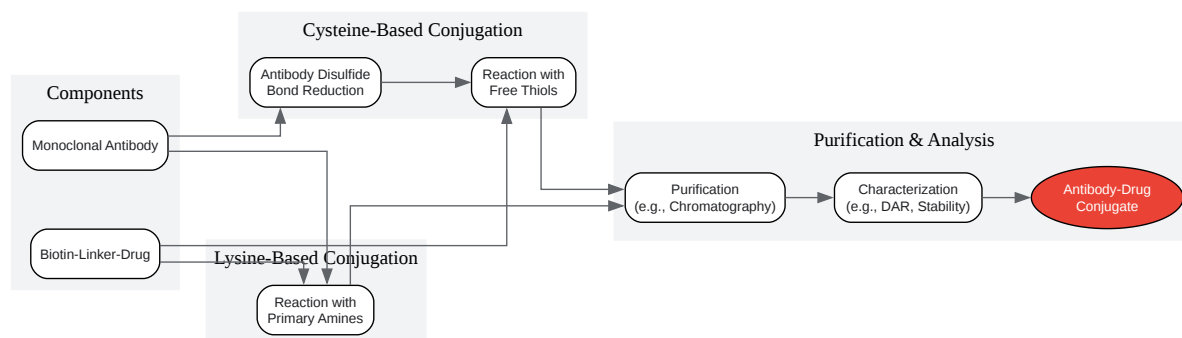 Cysteine-Based Conjugation
Antibody Disulfide
Bond Reduction
Reaction with
Free Thiols
Components
Monoclonal Antibody
Biotin-Linker-Drug
Lysine-Based Conjugation
Reaction with
Primary Amines
Purification & Analysis
Purification
(e.g., Chromatography)
Characterization
(e.g., DAR, Stability)
Antibody-Drug
Conjugate